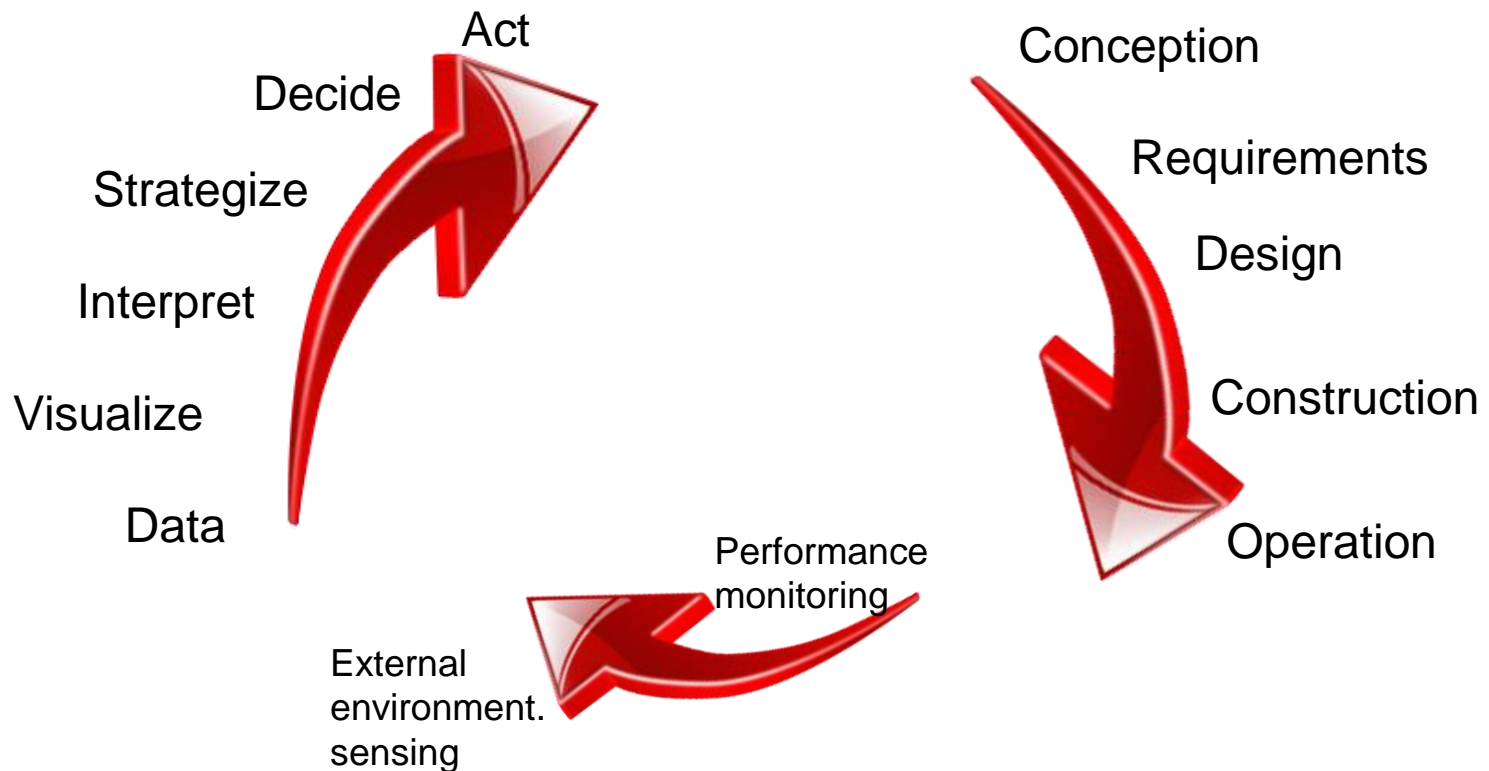 Act
Decide
Strategize
Interpret
Visualize
Data
Conception
Requirements
Design
Construction
Operation
Performance
monitoring
External
environment.
sensing